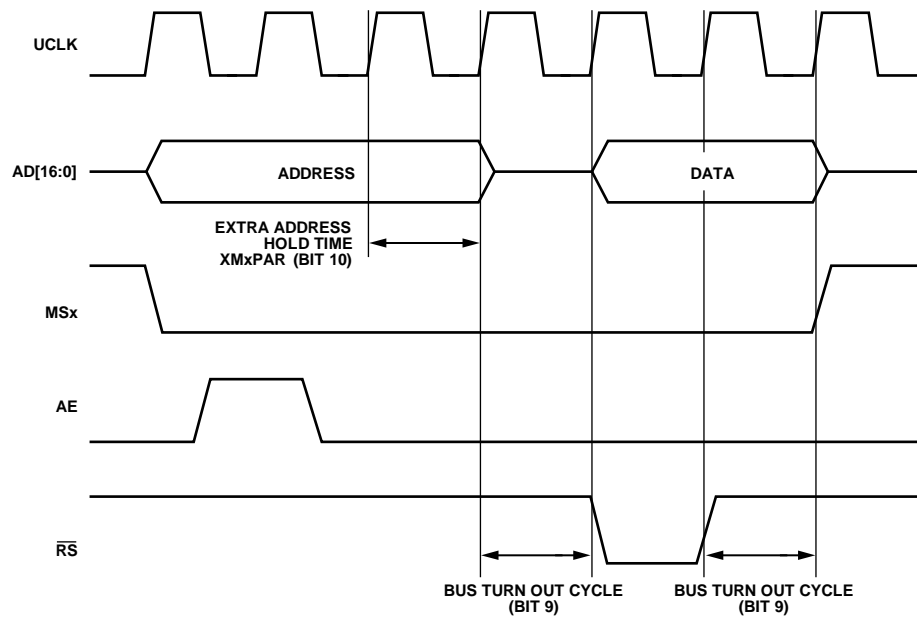 UCLK
AD[16:0]
ADDRESS
DATA
EXTRA ADDRESS
HOLD TIME
XMxPAR (BIT 10)
MSx
AE
RS
BUS TURN OUT CYCLE
(BIT 9)
BUS TURN OUT CYCLE
(BIT 9)